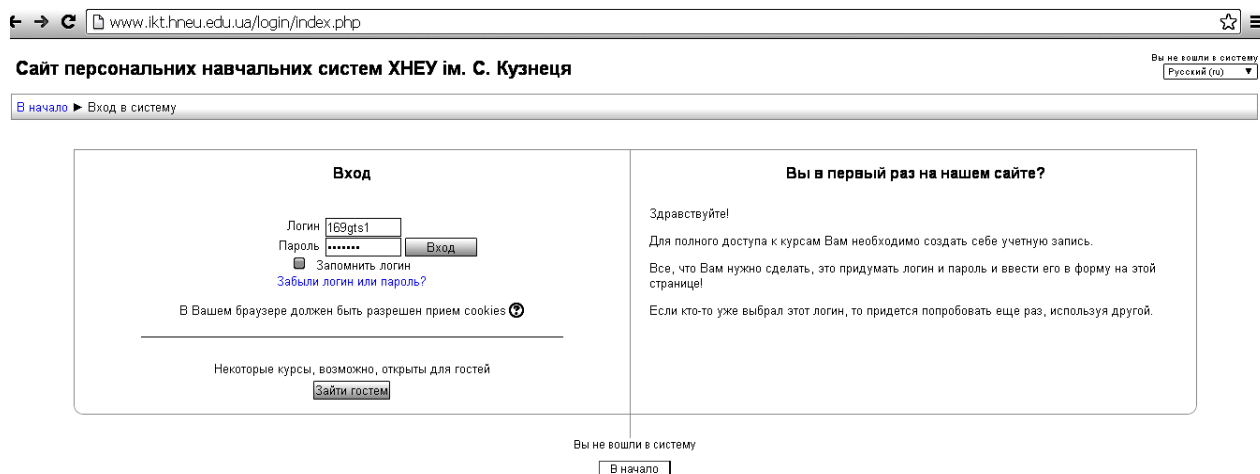 www.ikt.hneu.edu.ua/login/index.php
Сайт персональних навчальних систем ХНЕУ ім. С. Кузнеця
Вы не вошли в систему
Русский (ru)
В начало ► Вход в систему
Вход
Логин 169gts1
Пароль ••••••• Вход
Запомнить логин
Забыли логин или пароль?
В Вашем браузере должен быть разрешен прием cookies
Некоторые курсы, возможно, открыты для гостей
Зайти гостем
Вы в первый раз на нашем сайте?
Здравствуйте!
Для полного доступа к курсам Вам необходимо создать себе учетную запись.
Все, что Вам нужно сделать, это придумать логин и пароль и ввести его в форму на этой
странице!
Если кто-то уже выбрал этот логин, то придется попробовать еще раз, используя другой.
Вы не вошли в систему
В начало